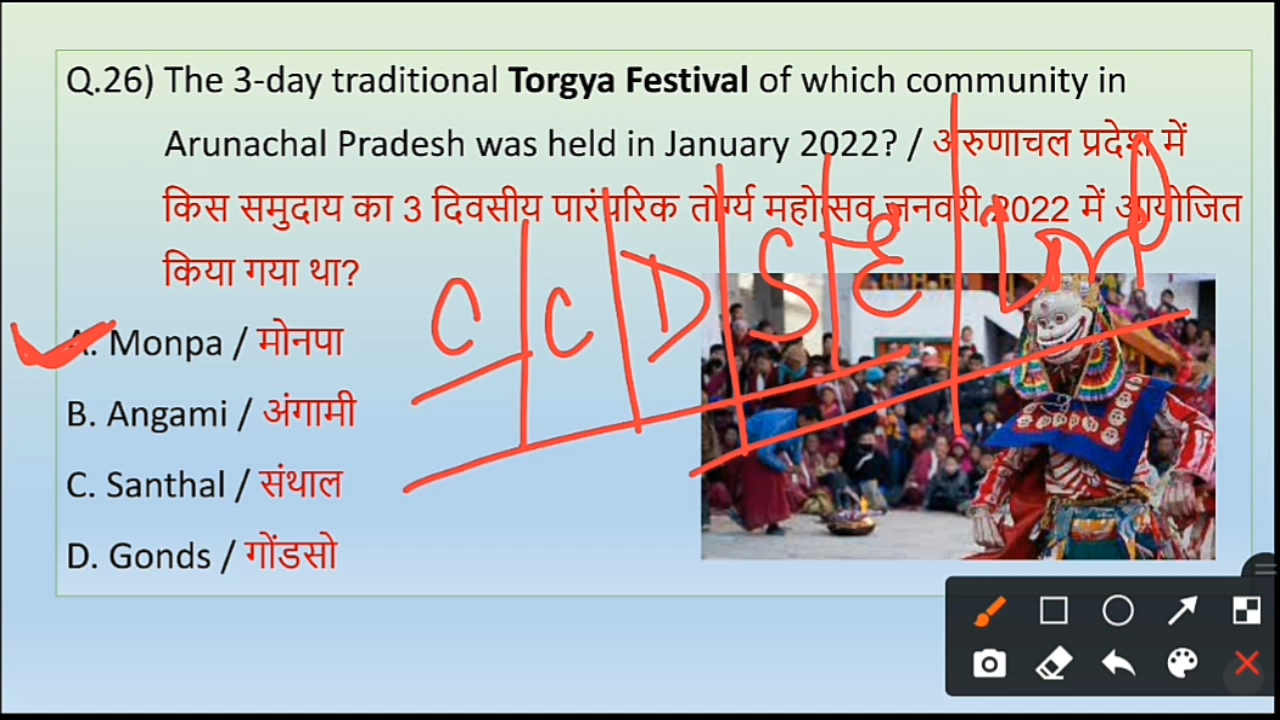 Q.26) The 3-day traditional Torgya Festival of which community in
Arunachal Pradesh was held in January 2022? / अरुणाचल प्रदेश में
किस समुदाय का 3 दिवसीय पारंपरिक तोर्ग्य महोत्सव जनवरी 2022 में आयोजित
किया गया था?
C C D S E
A. Monpa / मोनपा
B. Angami / अंगामी
C. Santhal / संथाल
D. Gonds / गोंडसो